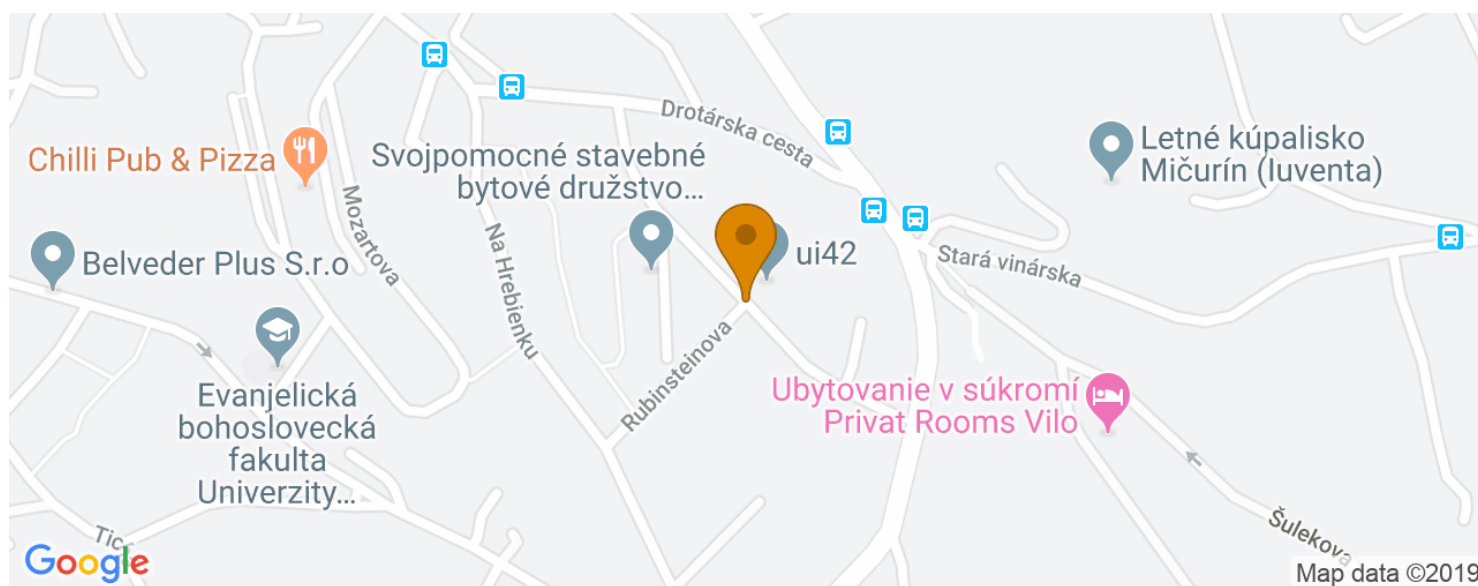 Drotárska cesta
Chilli Pub & Pizza
Svojpomocné stavebné
bytové družstvo...
Letné kúpalisko
Mičurín (Iuventa)
Mozartova
Na Hrebienku
Belveder Plus S.r.o
ui42
Stará vinárska
Rubinsteinova
Evanjelická
bohoslovecká
fakulta
Univerzity...
Ubytovanie v súkromí
Privat Rooms Vilo
Šulekova
Google
Map data ©2019